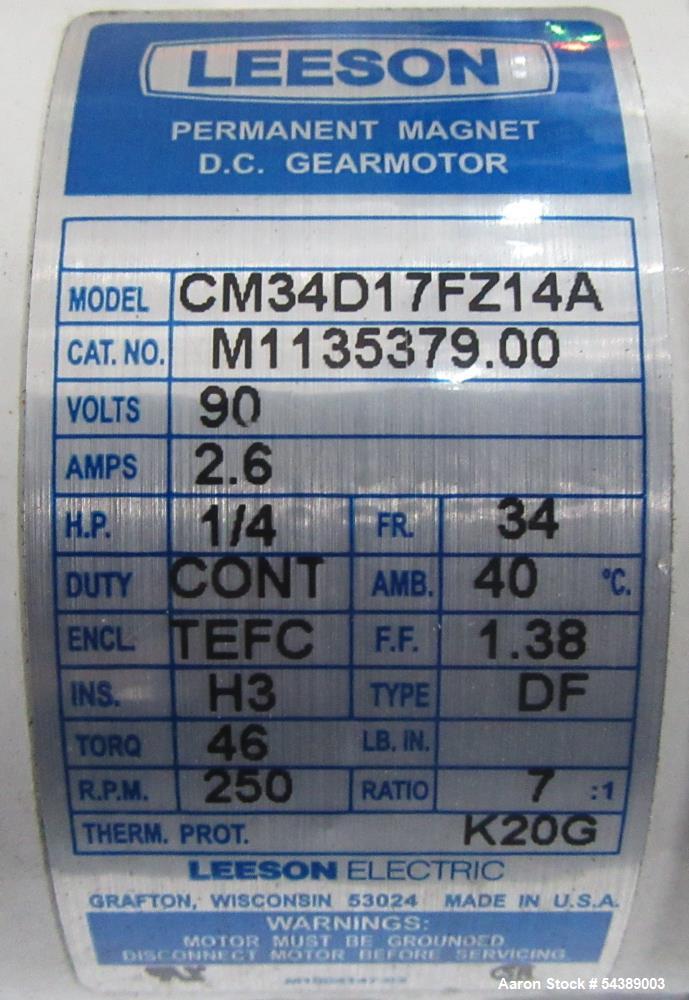 LEESON
PERMANENT MAGNET
D.C. GEARMOTOR
MODEL CM34D17FZ14A
CAT. NO. M1135379.00
VOLTS 90
AMPS 2.6
H.P. 1/4 FR. 34
DUTY CONT AMB. 40 °C.
ENCL TEFC F.F. 1.38
INS. H3 TYPE DF
TORQ 46 LB. IN.
R.P.M. 250 RATIO 7 :1
THERM. PROT. K20G
LEESON ELECTRIC
GRAFTON, WISCONSIN 53024 MADE IN U.S.A.
WARNINGS:
MOTOR MUST BE GROUNDED
DISCONNECT MOTOR BEFORE SERVICING
Aaron Stock # 54389003